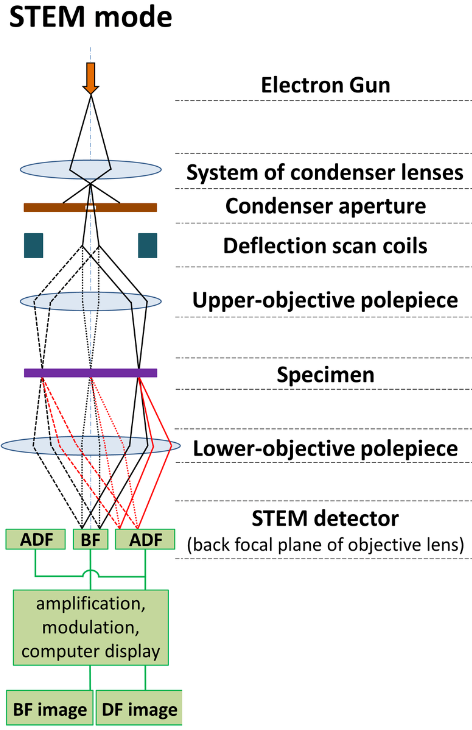 STEM mode
Electron Gun
System of condenser lenses
Condenser aperture
Deflection scan coils
Upper-objective polepiece
Specimen
Lower-objective polepiece
STEM detector
(back focal plane of objective lens)
ADF
BF
ADF
amplification,
modulation,
computer display
BF image
DF image